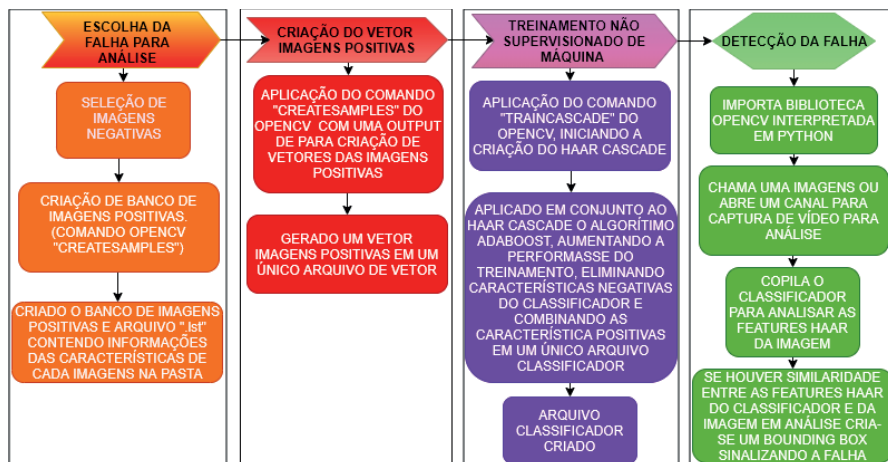 ESCOLHA DA
FALHA PARA
ANÁLISE
SELEÇÃO DE
IMAGENS
NEGATIVAS
CRIAÇÃO DE BANCO DE
IMAGENS POSITIVAS.
(COMANDO OPENCV
"CREATESAMPLES")
CRIADO O BANCO DE IMAGENS
POSITIVAS E ARQUIVO ".lst"
CONTENDO INFORMAÇÕES
DAS CARACTERÍSTICAS DE
CADA IMAGENS NA PASTA
CRIAÇÃO DO VETOR
IMAGENS POSITIVAS
APLICAÇÃO DO COMANDO
"CREATESAMPLES" DO
OPENCV COM UMA OUTPUT
DE PARA CRIAÇÃO DE
VETORES DAS IMAGENS
POSITIVAS
GERADO UM VETOR
IMAGENS POSITIVAS EM UM
ÚNICO ARQUIVO DE VETOR
TREINAMENTO NÃO
SUPERVISIONADO DE
MÁQUINA
APLICAÇÃO DO COMANDO
"TRAINCASCADE" DO
OPENCV, INICIANDO A
CRIAÇÃO DO HAAR CASCADE
APLICADO EM CONJUNTO AO
HAAR CASCADE O ALGORÍTIMO
ADABOOST, AUMENTANDO A
PERFORMASSE DO
TREINAMENTO, ELIMINANDO
CARACTERÍSTICAS NEGATIVAS
DO CLASSIFICADOR E
COMBINANDO AS
CARACTERÍSTICA POSITIVAS
EM UM ÚNICO ARQUIVO
CLASSIFICADOR
ARQUIVO
CLASSIFICADOR
CRIADO
DETECÇÃO DA FALHA
IMPORTA BIBLIOTECA
OPENCV INTERPRETADA
EM PYTHON
CHAMA UMA IMAGENS OU
ABRE UM CANAL PARA
CAPTURA DE VÍDEO PARA
ANÁLISE
COPILA O
CLASSIFICADOR
PARA ANALISAR AS
FEATURES HAAR
DA IMAGEM
SE HOUVER SIMILARIDADE
ENTRE AS FEATURES HAAR
DO CLASSIFICADOR E DA
IMAGEM EM ANÁLISE CRIA-
SE UM BOUNDING BOX
SINALIZANDO A FALHA